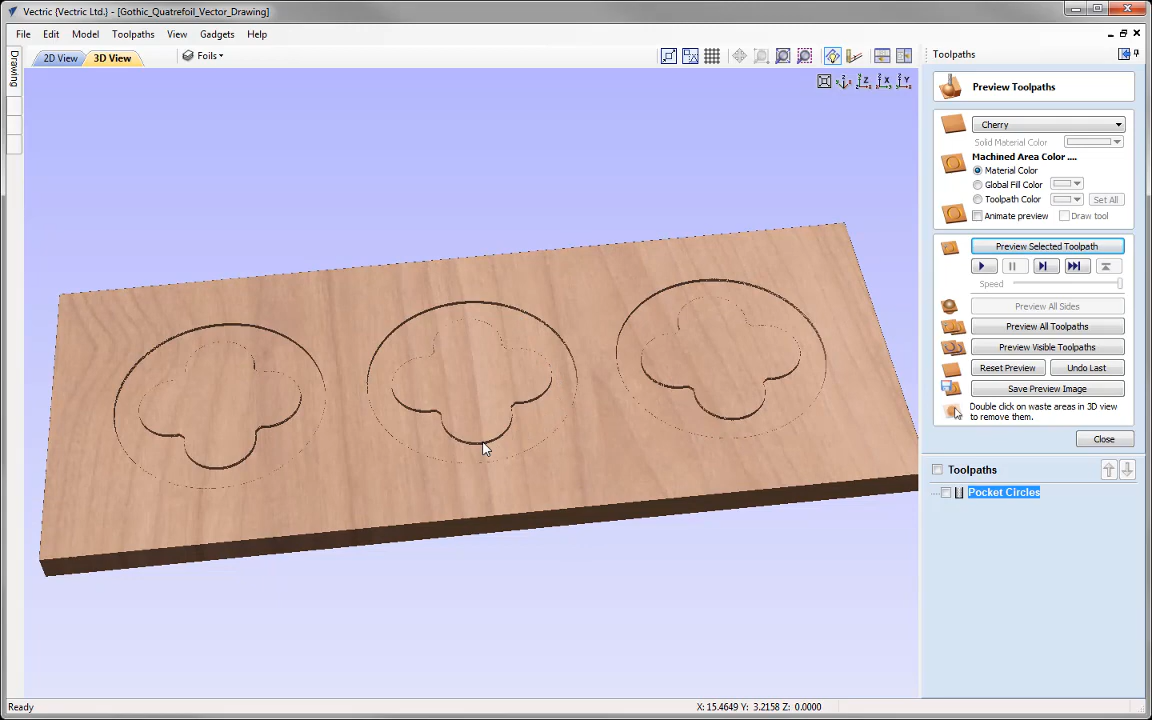 Vectric {Vectric Ltd.} - [Gothic_Quatrefoil_Vector_Drawing]
File Edit Model Toolpaths View Gadgets Help
2D View 3D View Foils
Drawing
Z X Y
Toolpaths
Preview Toolpaths
Cherry
Solid Material Color
Machined Area Color ....
Material Color
Global Fill Color
Toolpath Color Set All
Animate preview Draw tool
Preview Selected Toolpath
Speed
Preview All Sides
Preview All Toolpaths
Preview Visible Toolpaths
Reset Preview Undo Last
Save Preview Image
Double click on waste areas in 3D view
to remove them.
Close
Toolpaths
Pocket Circles
Ready X: 15.4649 Y: 3.2158 Z: 0.0000